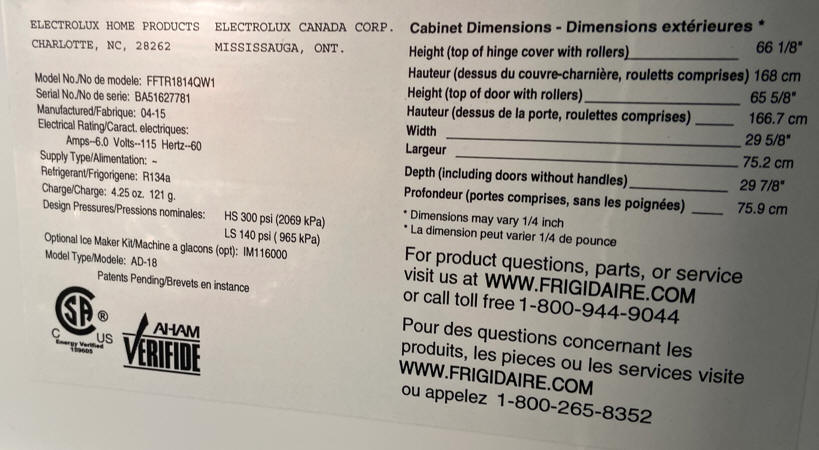 ELECTROLUX HOME PRODUCTS ELECTROLUX CANADA CORP.
CHARLOTTE, NC, 28262 MISSISSAUGA, ONT.
Model No./No de modele: FFTR1814QW1
Serial No./No de serie: BA51627781
Manufactured/Fabrique: 04-15
Electrical Rating/Caract. electriques:
Amps--6.0 Volts--115 Hertz--60
Supply Type/Alimentation: ~
Refrigerant/Frigorigene: R134a
Charge/Charge: 4.25 oz. 121 g.
Design Pressures/Pressions nominales: HS 300 psi (2069 kPa)
LS 140 psi ( 965 kPa)
Optional Ice Maker Kit/Machine a glacons (opt): IM116000
Model Type/Modele: AD-18
Patents Pending/Brevets en instance
SA ®
C US
Energy Verified
189605
AHAM
VERIFIDE
Cabinet Dimensions - Dimensions extérieures *
Height (top of hinge cover with rollers) 66 1/8"
Hauteur (dessus du couvre-charnière, rouletts comprises) 168 cm
Height (top of door with rollers) 65 5/8"
Hauteur (dessus de la porte, roulettes comprises) 166.7 cm
Width 29 5/8"
Largeur 75.2 cm
Depth (including doors without handles) 29 7/8"
Profondeur (portes comprises, sans les poignées) 75.9 cm
* Dimensions may vary 1/4 inch
* La dimension peut varier 1/4 de pounce
For product questions, parts, or service
visit us at WWW.FRIGIDAIRE.COM
or call toll free 1-800-944-9044
Pour des questions concernant les
produits, les pieces ou les services visite
WWW.FRIGIDAIRE.COM
ou appelez 1-800-265-8352